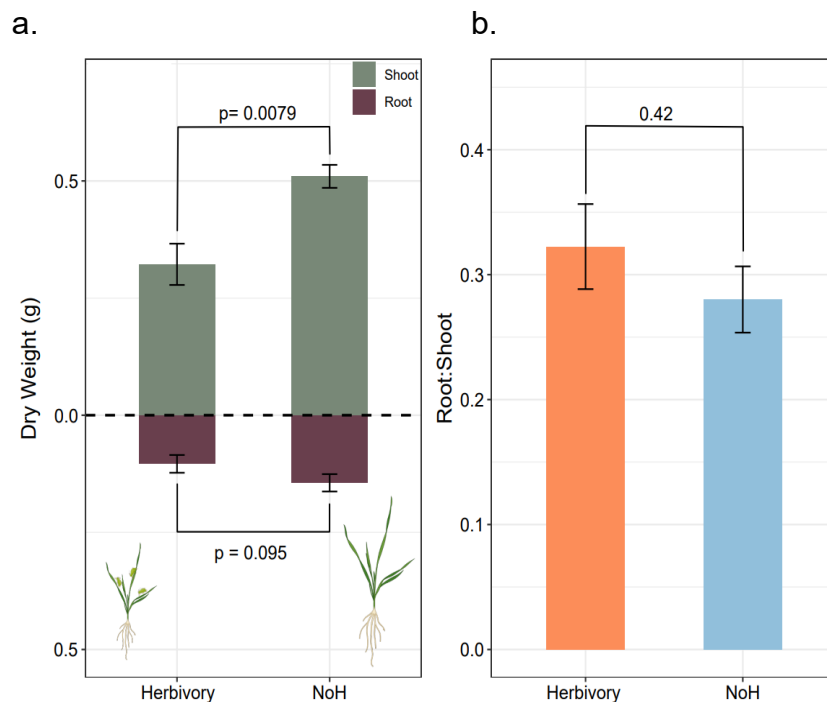 a.
Shoot
Root
p= 0.0079
0.5
0.0
0.5
Dry Weight (g)
p = 0.095
Herbivory
NoH
b.
0.42
0.4
0.3
0.2
0.1
0.0
Root:Shoot
Herbivory
NoH